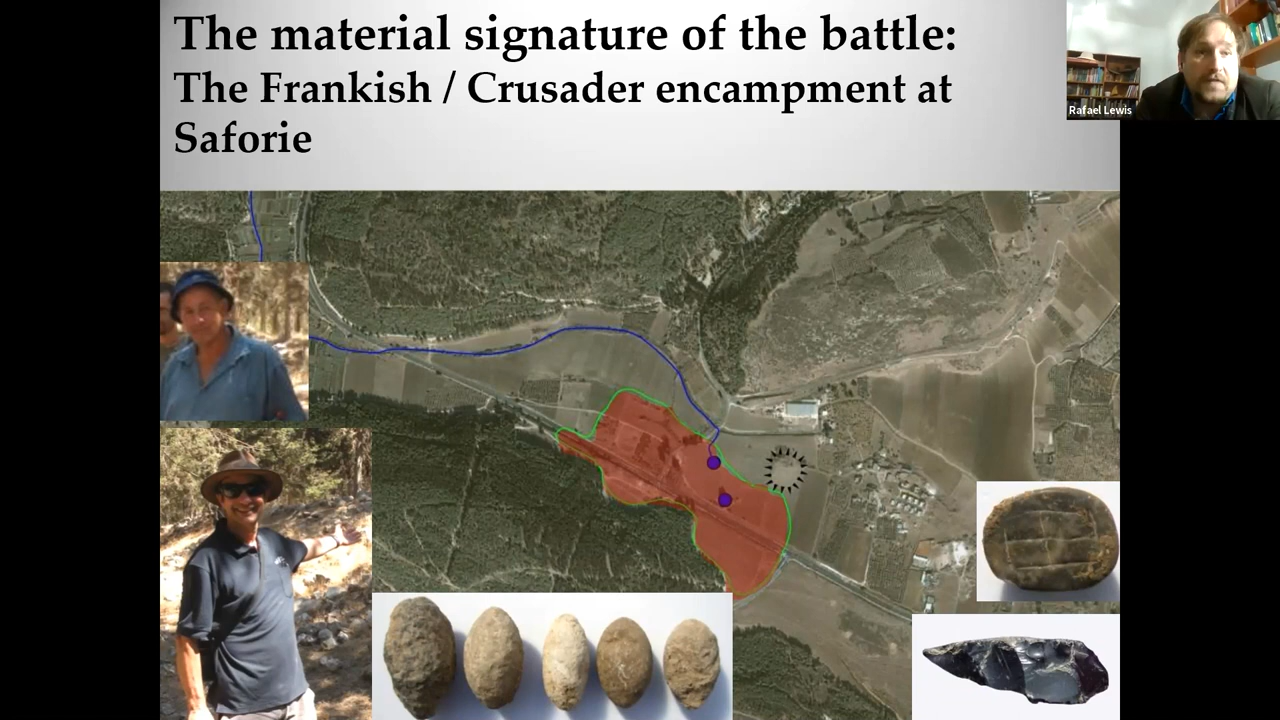 The material signature of the battle:
The Frankish / Crusader encampment at
Saforie
Rafael Lewis